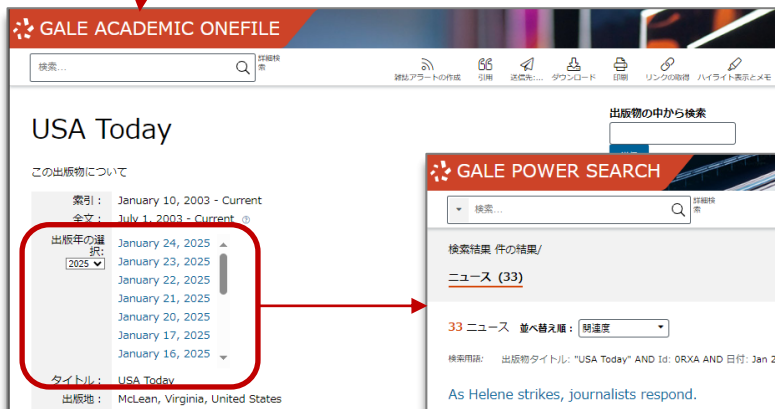 GALE ACADEMIC ONEFILE
検索...
詳細検
索
雑誌アラートの作成 引用 送信先:... ダウンロード 印刷 リンクの取得 ハイライト表示とメモ
USA Today
出版物の中から検索
この出版物について
索引: January 10, 2003 - Current
全文: July 1, 2003 - Current
出版年の選
択:
2025
January 24, 2025
January 23, 2025
January 22, 2025
January 21, 2025
January 20, 2025
January 17, 2025
January 16, 2025
タイトル: USA Today
出版地: McLean, Virginia, United States
GALE POWER SEARCH
検索...
詳細検
索
検索結果 件の結果/
ニュース (33)
33 ニュース 並べ替え順: 関連度
検索用語: 出版物タイトル: "USA Today" AND Id: 0RXA AND 日付: Jan 2
As Helene strikes, journalists respond.